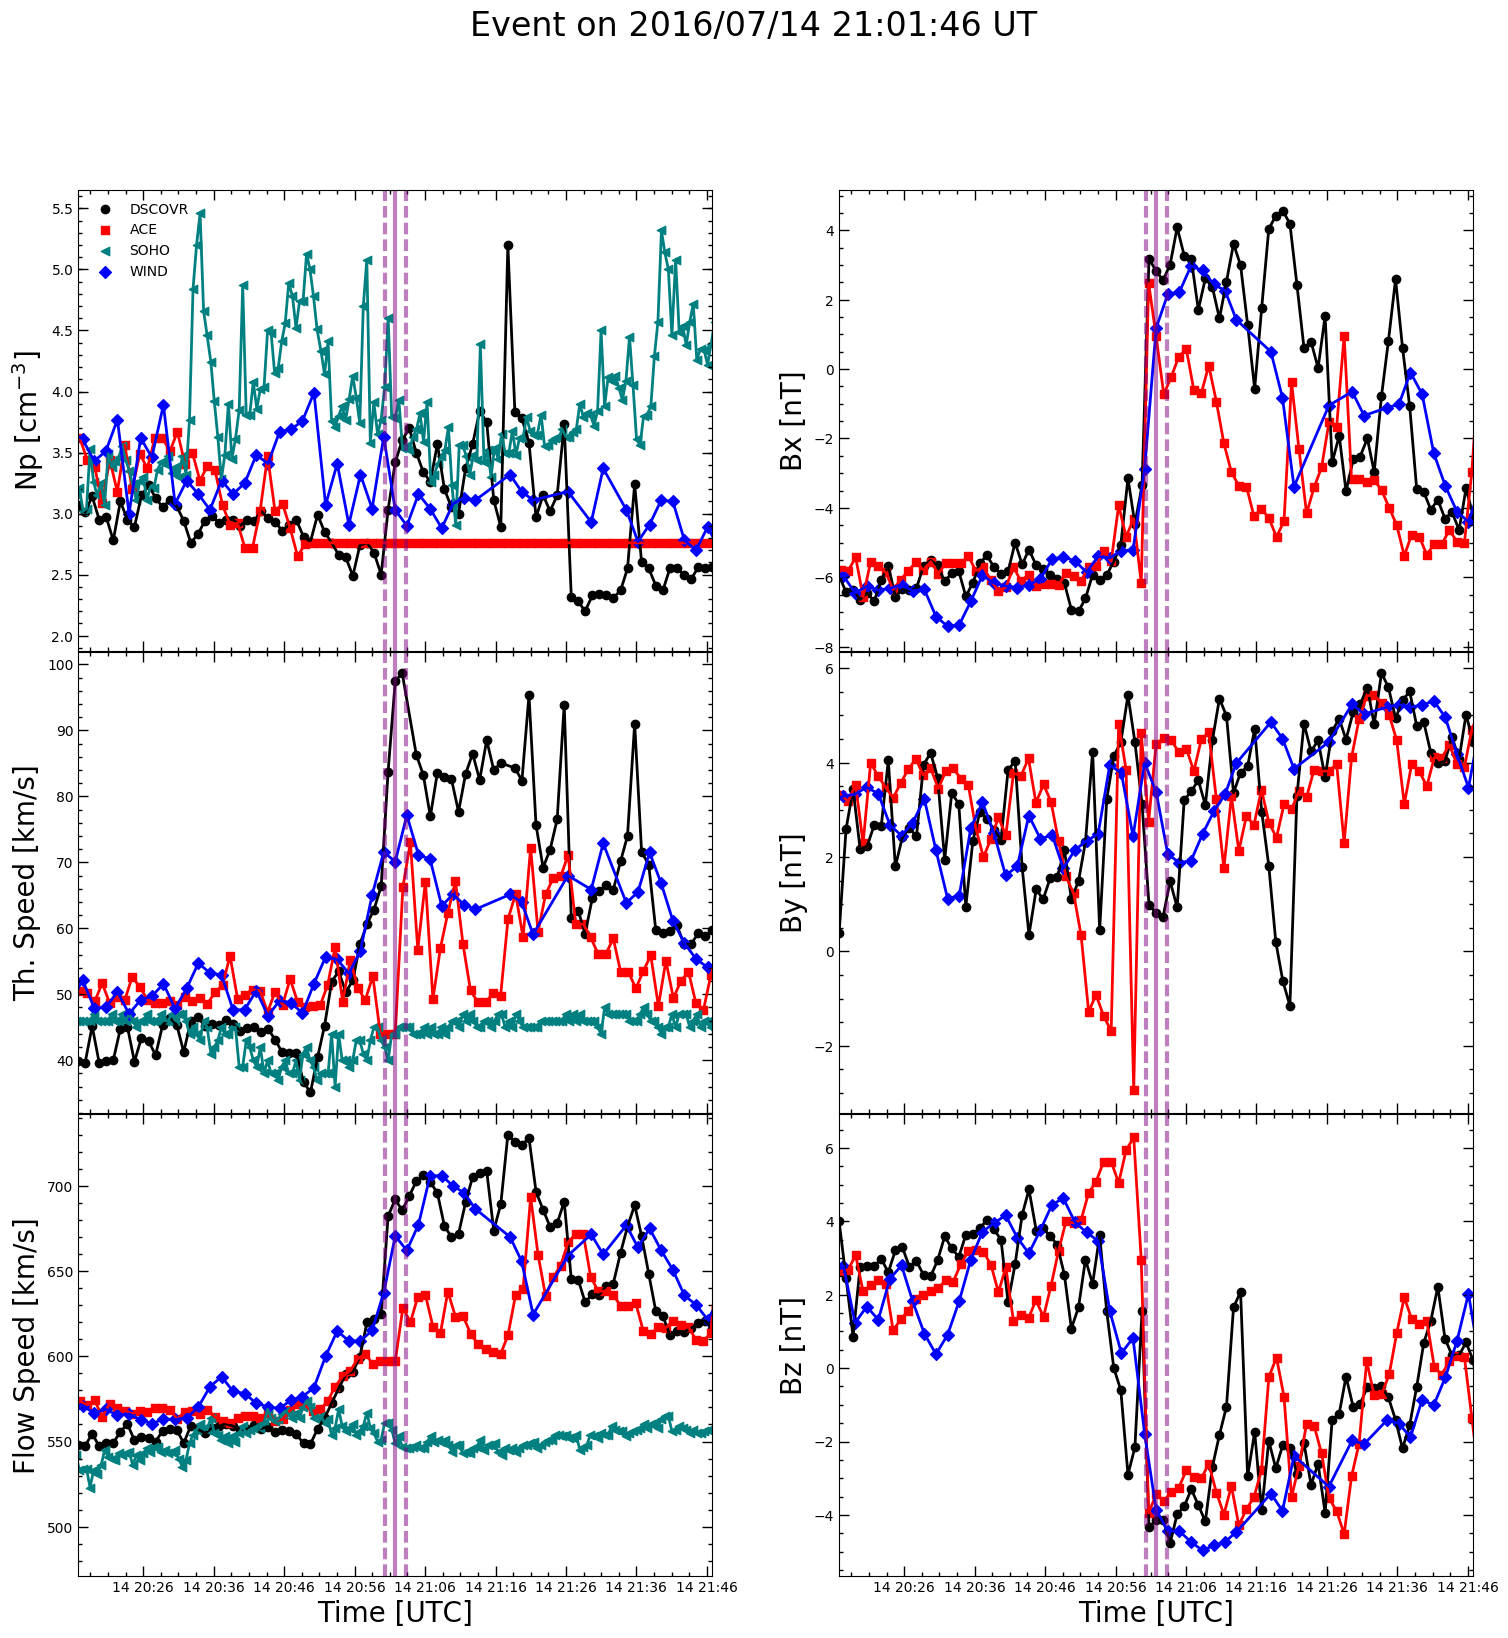 Event on 2016/07/14 21:01:46 UT
Np [cm⁻³]
5.5
5.0
4.5
4.0
3.5
3.0
2.5
2.0
DSCOVR
ACE
SOHO
WIND
Bx [nT]
4
2
0
−2
−4
−6
−8
Th. Speed [km/s]
100
90
80
70
60
50
40
By [nT]
6
4
2
0
−2
Flow Speed [km/s]
700
650
600
550
500
Bz [nT]
6
4
2
0
−2
−4
14 20:26 14 20:36 14 20:46 14 20:56 14 21:06 14 21:16 14 21:26 14 21:36 14 21:46
Time [UTC]
14 20:26 14 20:36 14 20:46 14 20:56 14 21:06 14 21:16 14 21:26 14 21:36 14 21:46
Time [UTC]